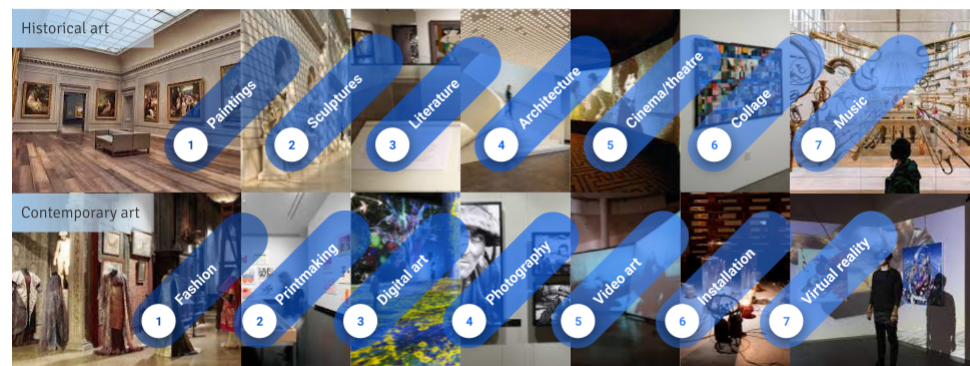 Historical art
1 Paintings
2 Sculptures
3 Literature
4 Architecture
5 Cinema/theatre
6 Collage
7 Music
Contemporary art
1 Fashion
2 Printmaking
3 Digital art
4 Photography
5 Video art
6 Installation
7 Virtual reality